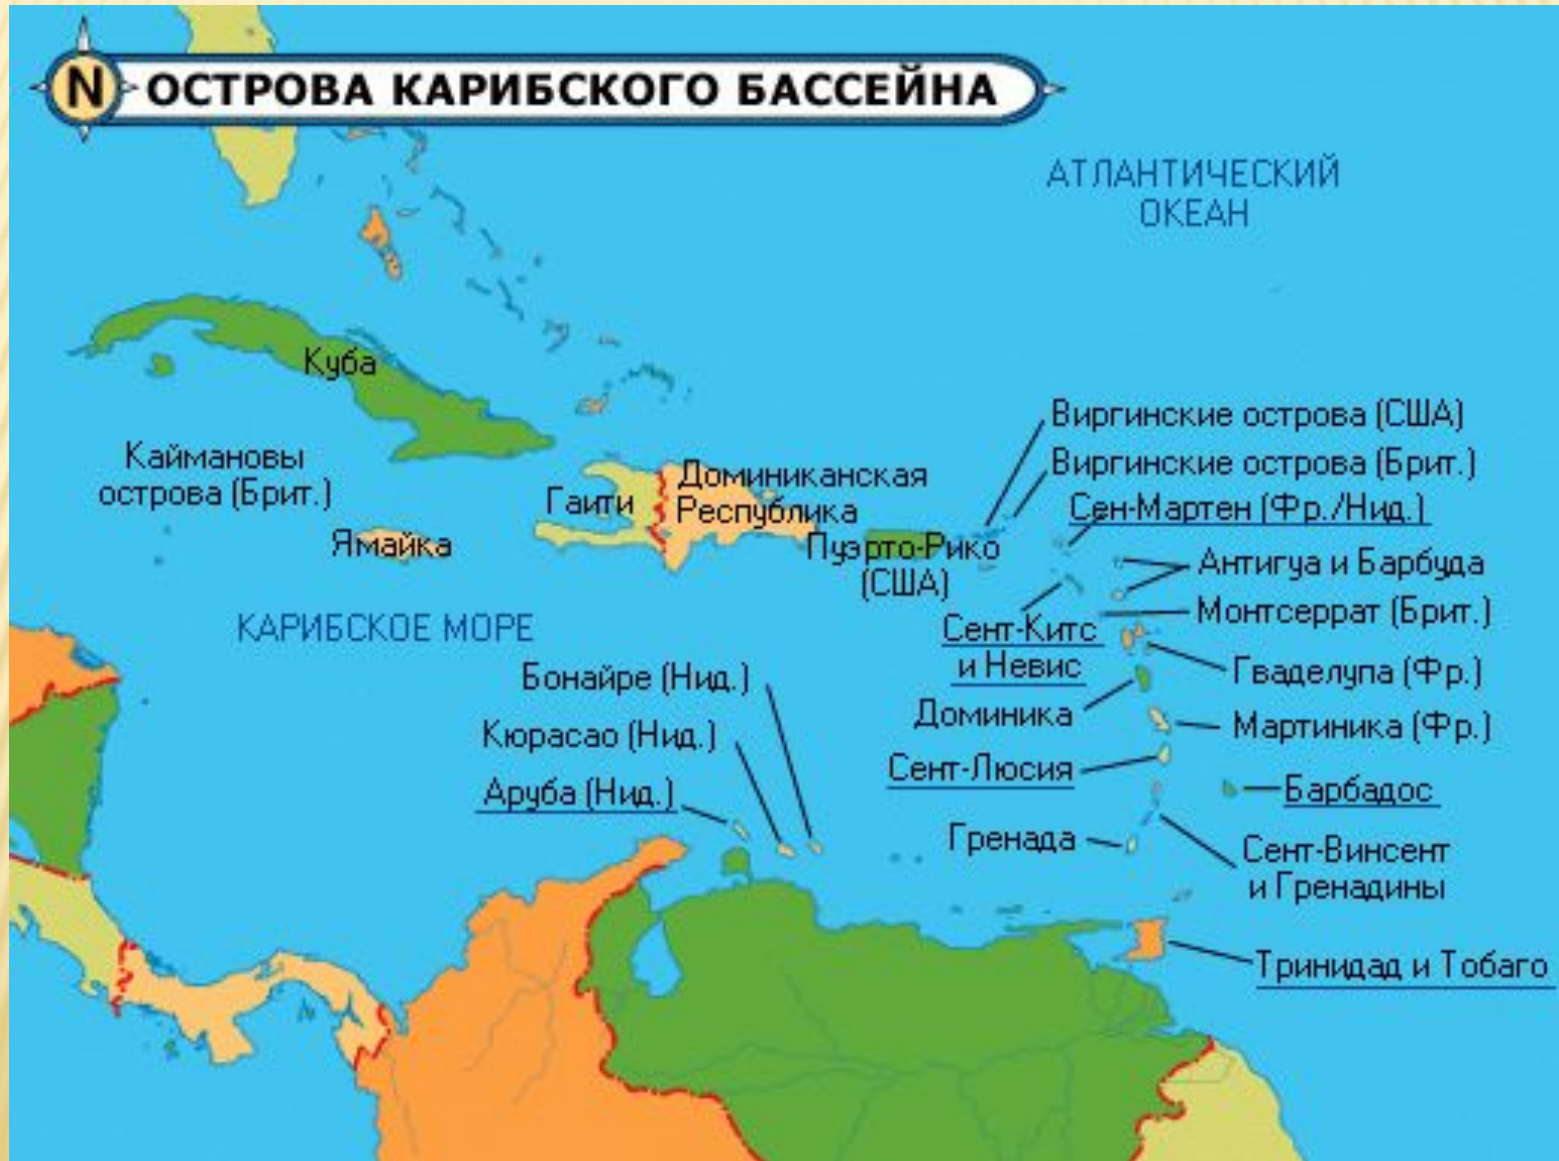 N ОСТРОВА КАРИБСКОГО БАССЕЙНА
АТЛАНТИЧЕСКИЙ
ОКЕАН
Куба
Каймановы
острова (Брит.)
Ямайка
Гаити
Доминиканская
Республика
Пуэрто-Рико
(США)
Виргинские острова (США)
Виргинские острова (Брит.)
Сен-Мартен (Фр./Нид.)
Антигуа и Барбуда
Монтсеррат (Брит.)
Сент-Китс
и Невис
Гваделупа (Фр.)
Доминика
Мартиника (Фр.)
Сент-Люсия
Барбадос
Гренада
Сент-Винсент
и Гренадины
Тринидад и Тобаго
КАРИБСКОЕ МОРЕ
Бонайре (Нид.)
Кюрасао (Нид.)
Аруба (Нид.)